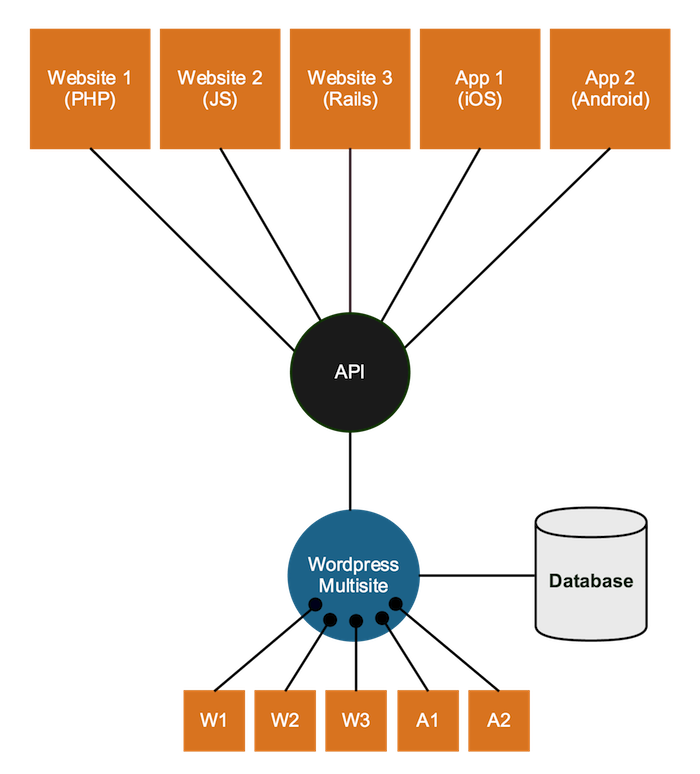 Website 1
(PHP)
Website 2
(JS)
Website 3
(Rails)
App 1
(iOS)
App 2
(Android)
API
Wordpress
Multisite
Database
W1
W2
W3
A1
A2